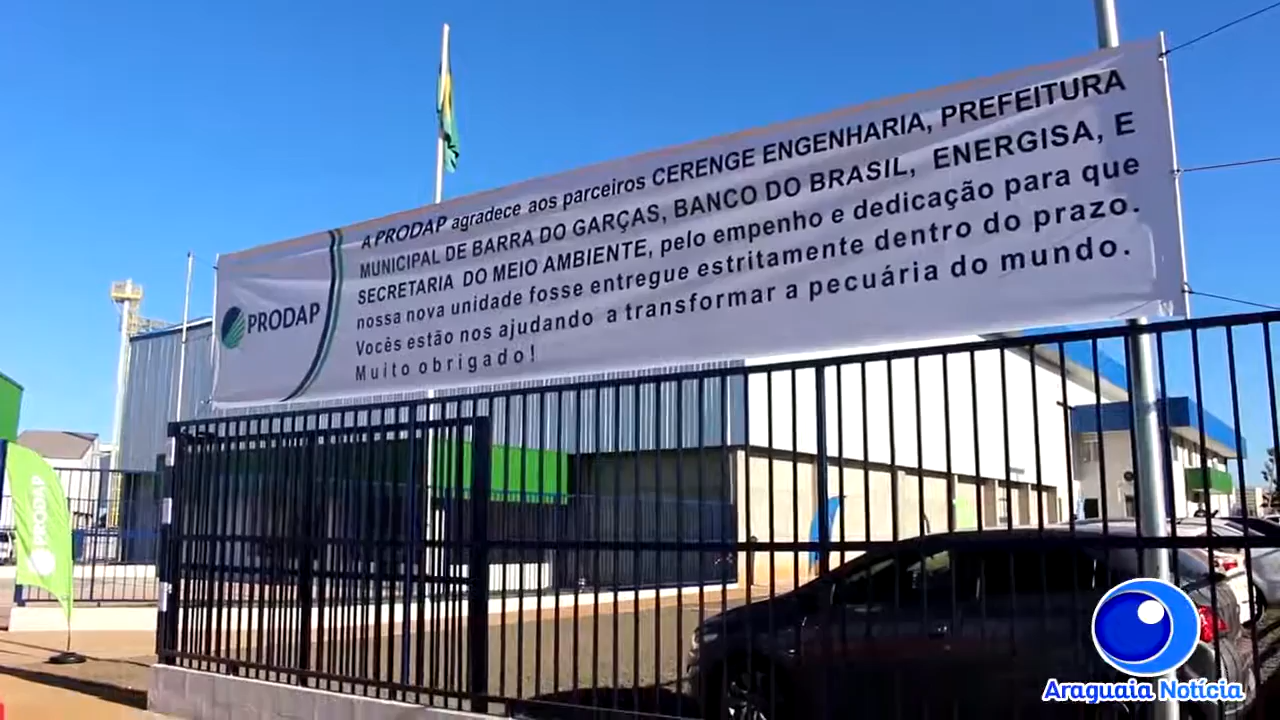 A PRODAP agradece aos parceiros CERENGE ENGENHARIA, PREFEITURA
MUNICIPAL DE BARRA DO GARÇAS, BANCO DO BRASIL, ENERGISA, E
SECRETARIA DO MEIO AMBIENTE, pelo empenho e dedicação para que
nossa nova unidade fosse entregue estritamente dentro do prazo.
Vocês estão nos ajudando a transformar a pecuária do mundo.
Muito obrigado!
PRODAP
PRODAP
Araguaia Notícia